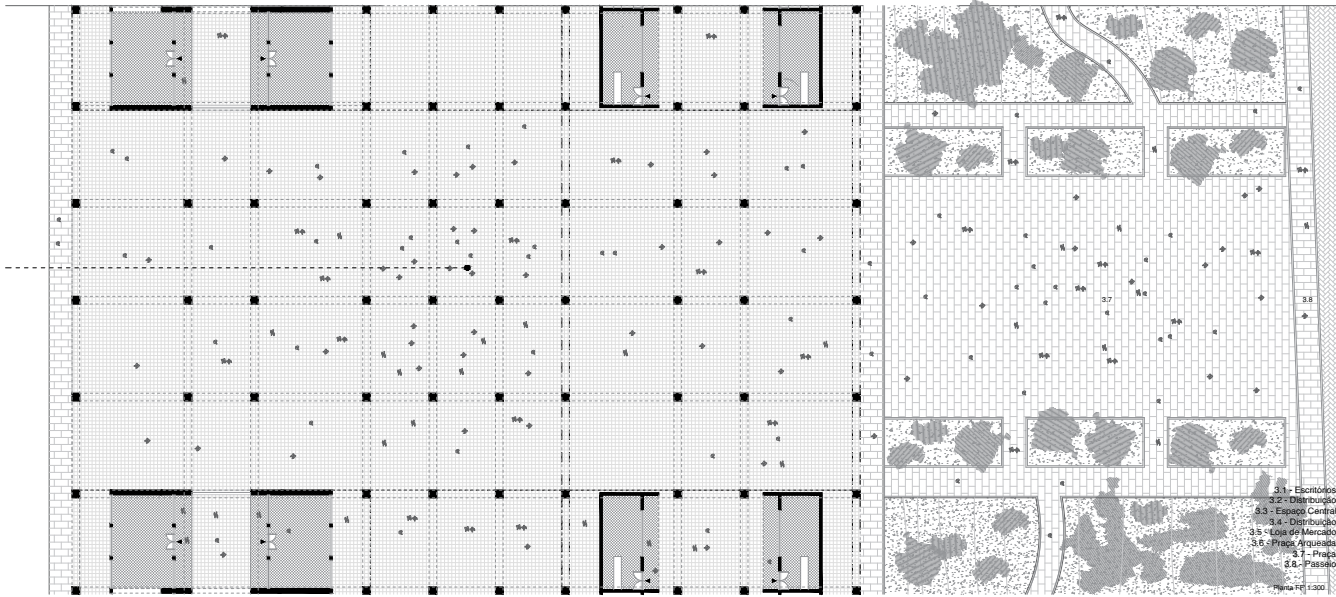 3.7
3.8
3.1 - Escritórios
3.2 - Distribuição
3.3 - Espaço Central
3.4 - Distribuição
3.5 - Loja de Mercado
3.6 - Praça Arqueada
3.7 - Praça
3.8 - Passeio
Planta FF 1:300